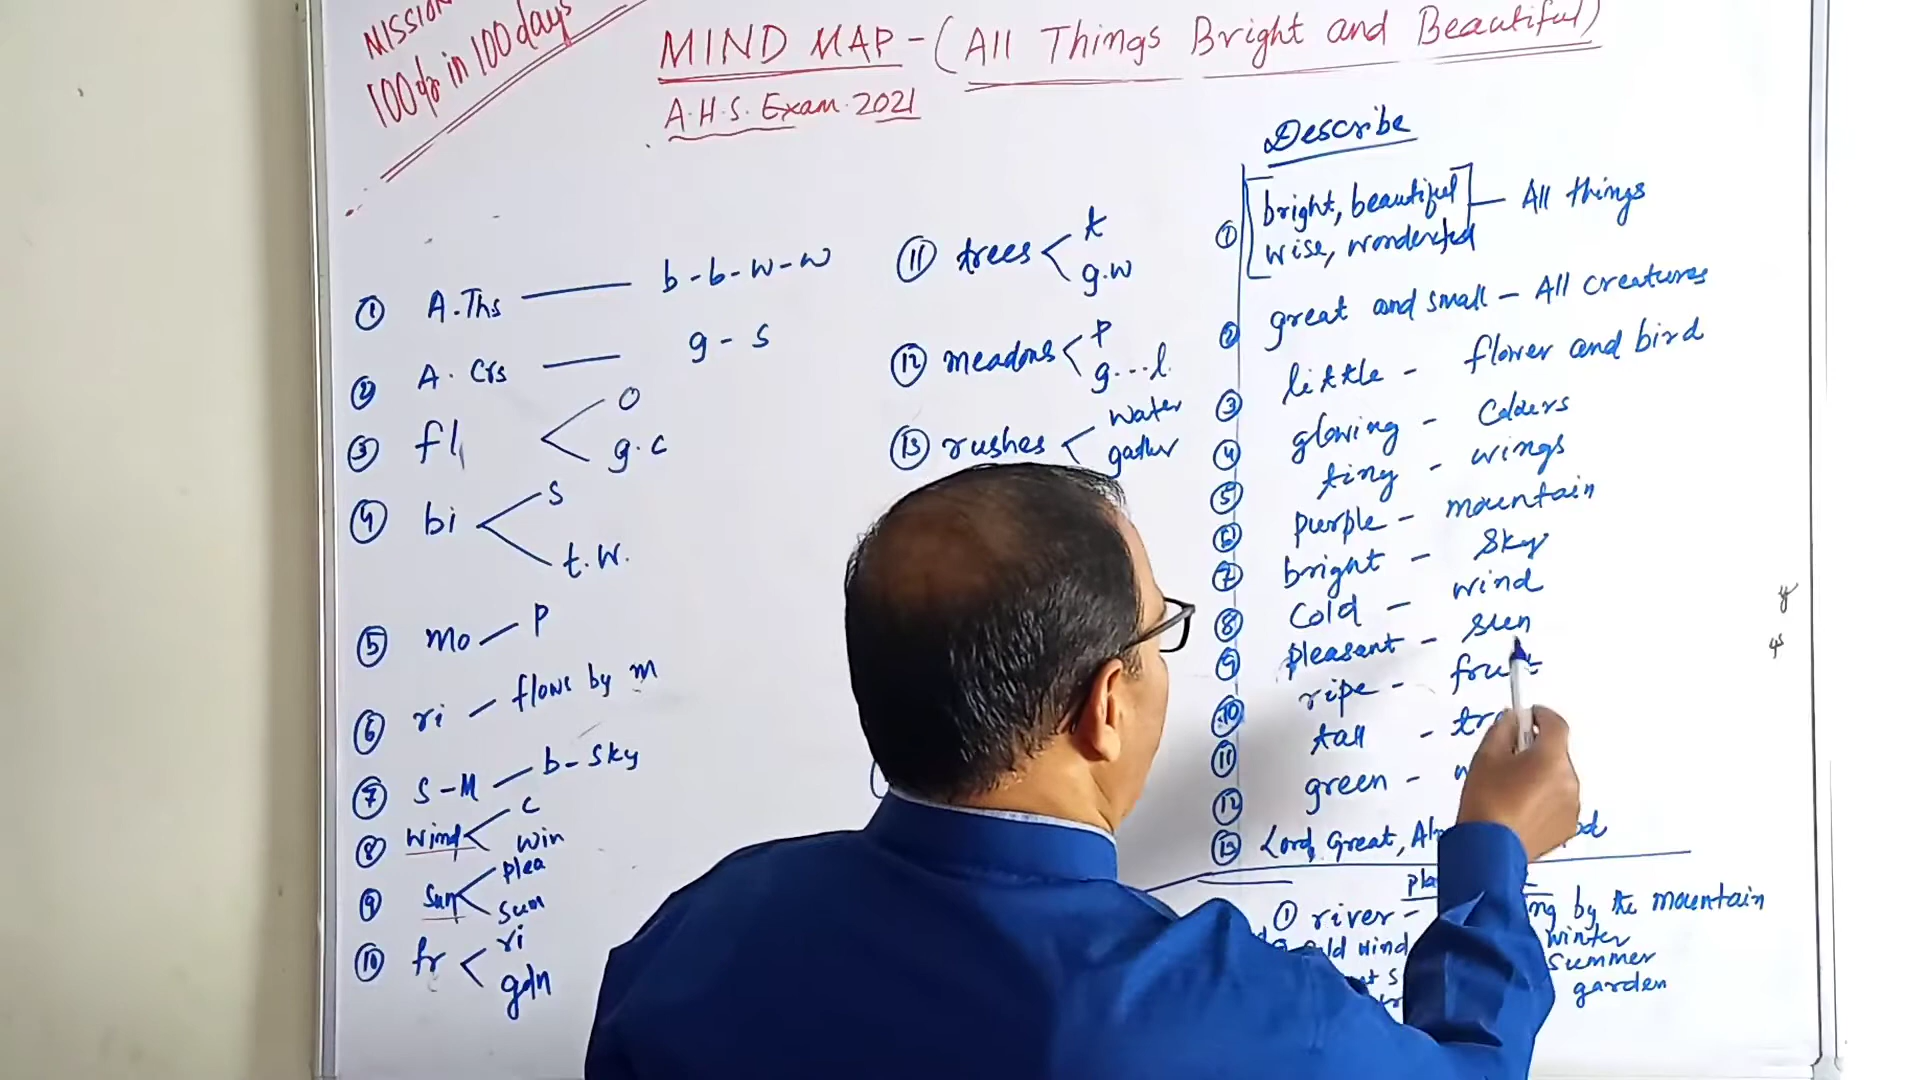 MISSION
100% in 100 days
MIND MAP - (All Things Bright and Beautiful)
A.H.S. Exam. 2021
① A.Ths — b-b-w-w
② A. Crs — g-s
③ fl < o
g.c
④ bi < s
t.w.
⑤ mo — p
⑥ ri — flows by m
⑦ S-M — b-sky
⑧ wind < c
win
⑨ sun < plea
sum
⑩ fr < ri
gdn
⑪ trees < t
g.w
⑫ meadows < p
g...l.
⑬ rushes < water
gather
Describe
① bright, beautiful
wise, wonderful — All things
② great and small - All creatures
③ little - flower and bird
④ glowing - Colours
⑤ tiny - wings
⑥ purple - mountain
⑦ bright - sky
⑧ Cold - wind
⑨ pleasant - sun
⑩ ripe -
⑪ tall -
⑫ green -
⑬ Lord, Great,
① river - by the mountain
wind winter
summer
garden